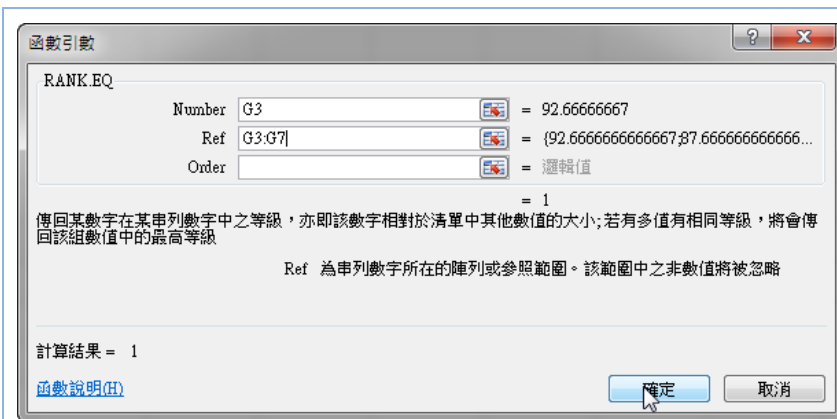 函數引數
?
X
RANK.EQ
Number G3 = 92.66666667
Ref G3:G7 = {92.6666666666667;87.666666666666...
Order = 邏輯值
= 1
傳回某數字在某串列數字中之等級，亦即該數字相對於清單中其他數值的大小;若有多值有相同等級，將會傳
回該組數值中的最高等級
Ref 為串列數字所在的陣列或參照範圍。該範圍中之非數值將被忽略
計算結果 = 1
函數說明(H)
確定
取消